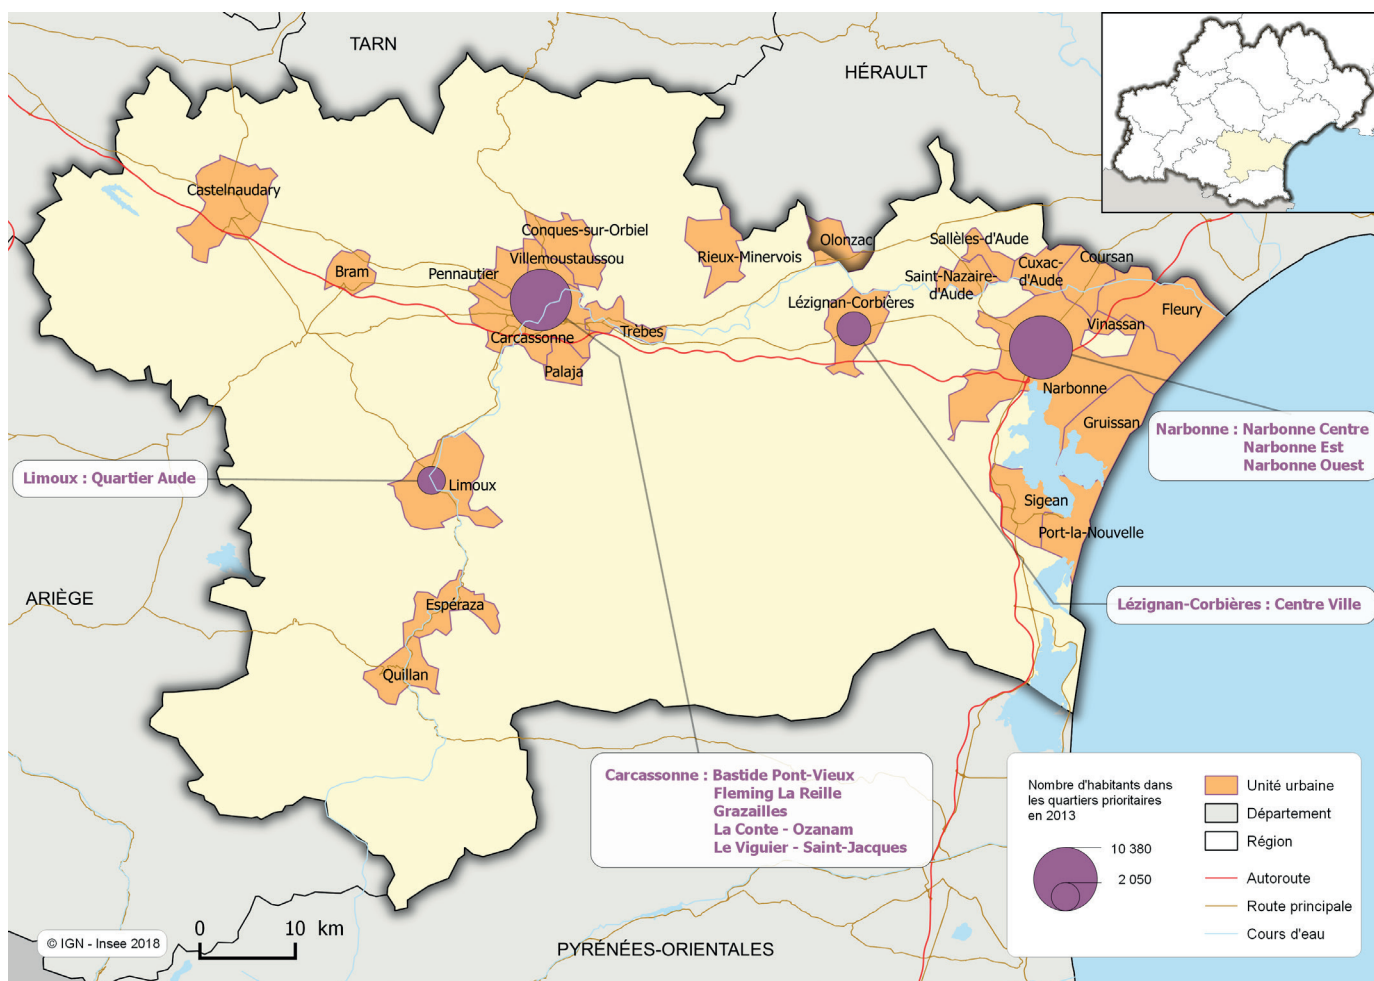 TARN
HÉRAULT
Castelnaudary
Conques-sur-Orbiel
Olonzac
Sallèles-d'Aude
Rieux-Minervois
Villemoustaussou
Coursan
Cuxac-
d'Aude
Bram
Pennautier
Saint-Nazaire-
d'Aude
Lézignan-Corbières
Fleury
Vinassan
Trèbes
Carcassonne
Palaja
Narbonne
Gruissan
Narbonne : Narbonne Centre
Narbonne Est
Narbonne Ouest
Limoux : Quartier Aude
Limoux
Sigean
Port-la-Nouvelle
ARIÈGE
Espéraza
Lézignan-Corbières : Centre Ville
Quillan
Carcassonne : Bastide Pont-Vieux
Fleming La Reille
Grazailles
La Conte - Ozanam
Le Viguier - Saint-Jacques
Nombre d'habitants dans
les quartiers prioritaires
en 2013
10 380
2 050
Unité urbaine
Département
Région
Autoroute
Route principale
Cours d'eau
0 10 km
© IGN - Insee 2018
PYRÉNÉES-ORIENTALES